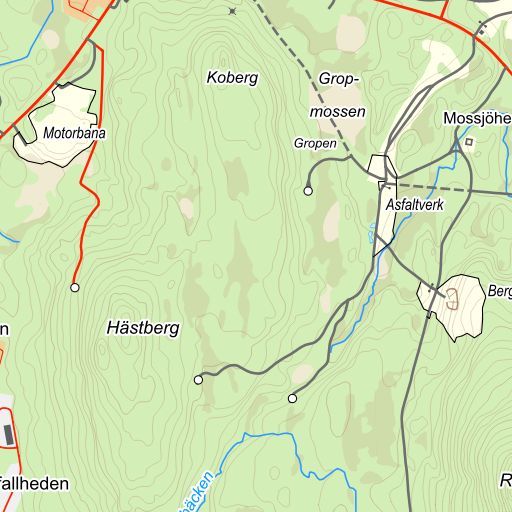 Koberg
Grop-
mossen
Mossjöhe
Motorbana
Gropen
Asfaltverk
Berg
Hästberg
n
fallheden
bäcken
R